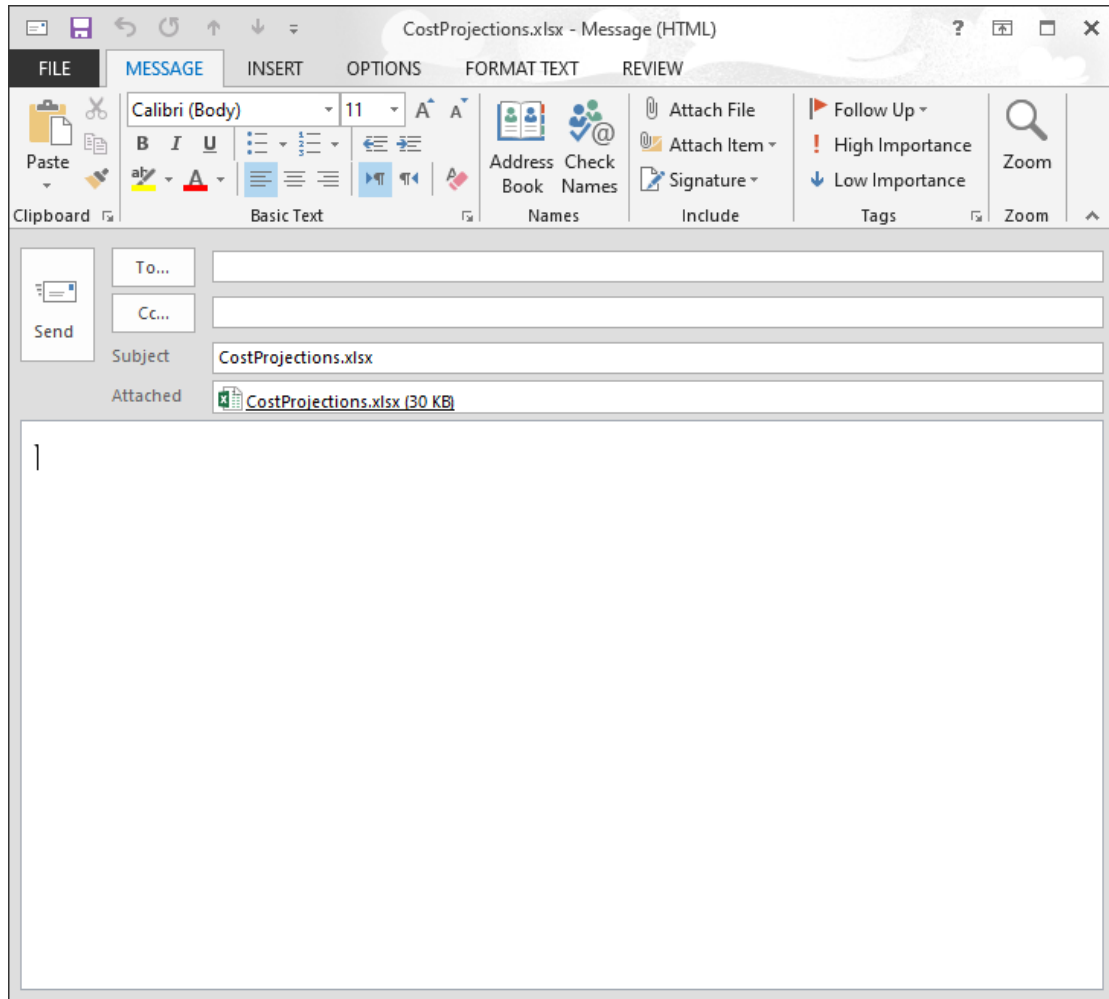 CostProjections.xlsx - Message (HTML)
FILE MESSAGE INSERT OPTIONS FORMAT TEXT REVIEW
Calibri (Body) 11
Attach File
Follow Up
B I U
Attach Item
High Importance
Paste
Address Book
Check Names
Zoom
Signature
Low Importance
Clipboard Basic Text Names Include Tags Zoom
To...
Cc...
Send
Subject CostProjections.xlsx
Attached CostProjections.xlsx (30 KB)